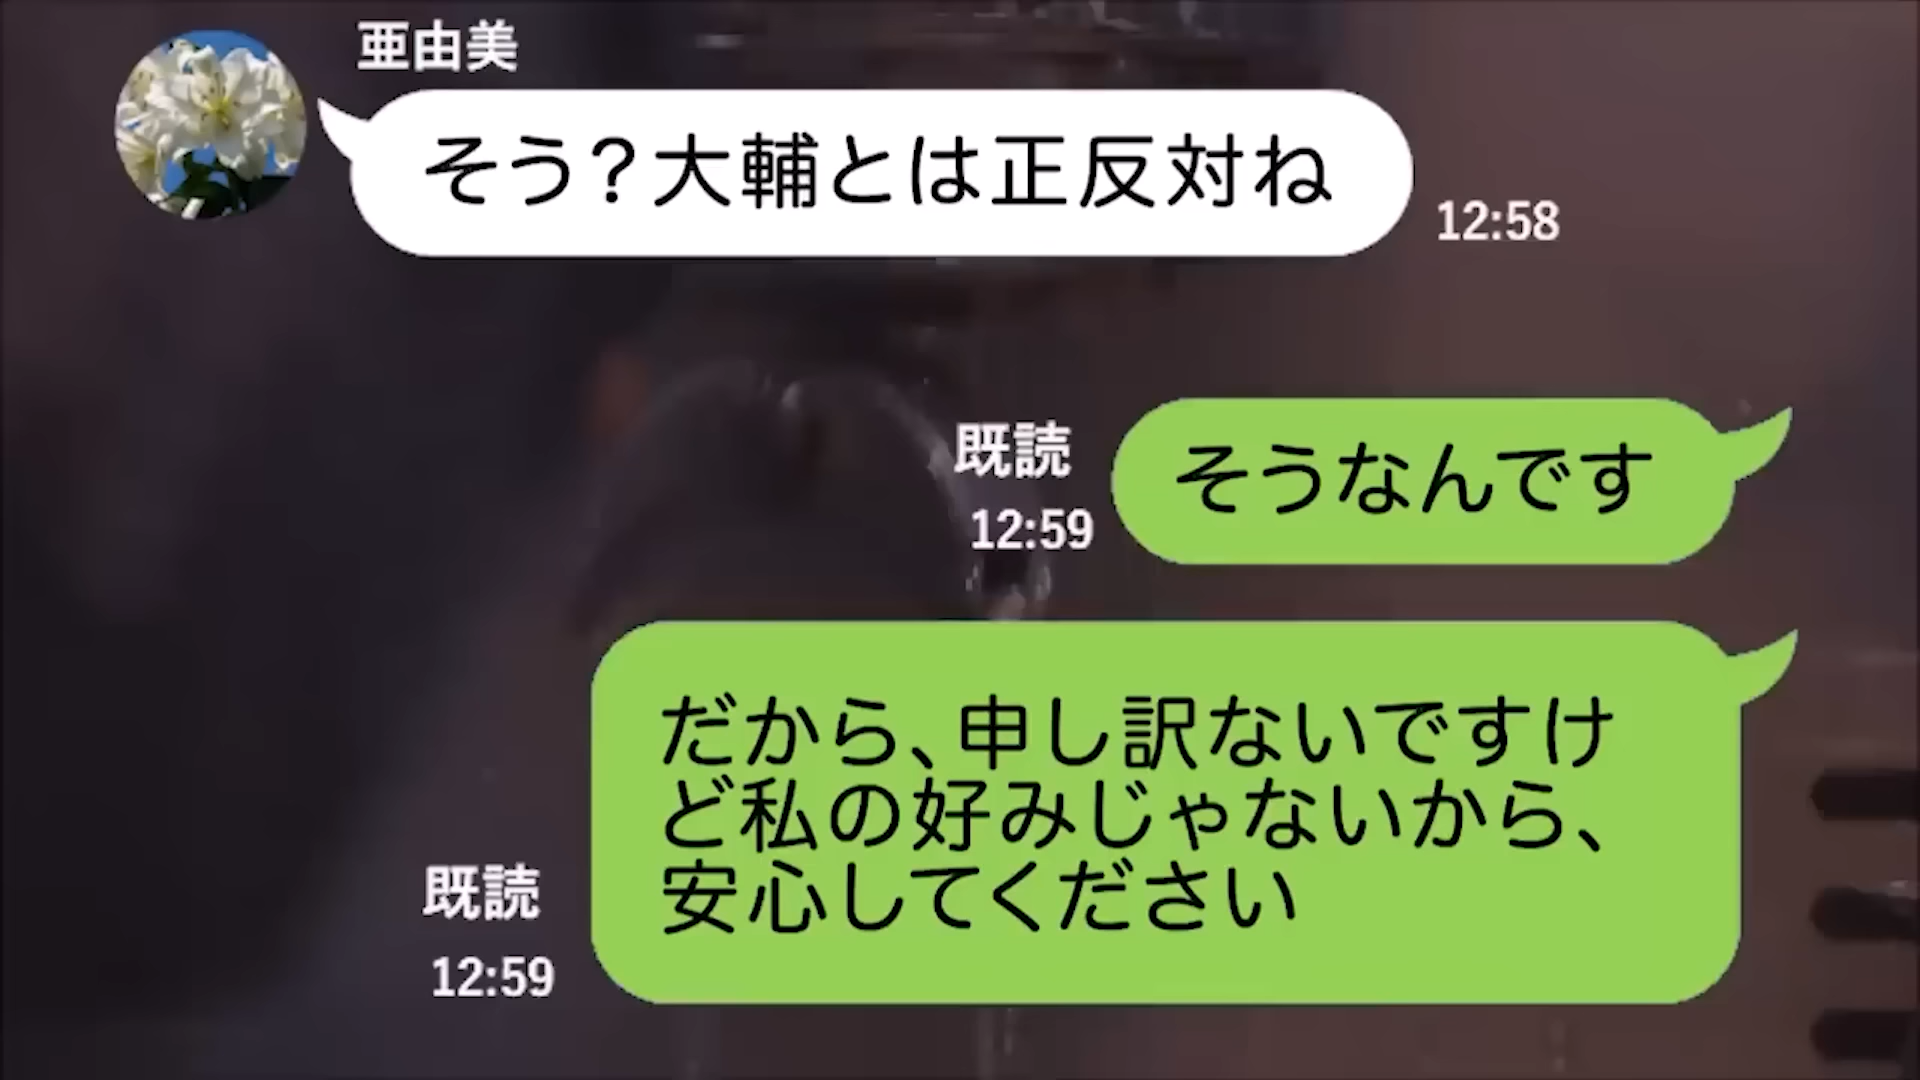 亜由美
そう?大輔とは正反対ね
12:58
既読
12:59
そうなんです
だから、申し訳ないですけ
ど私の好みじゃないから、
安心してください
既読
12:59